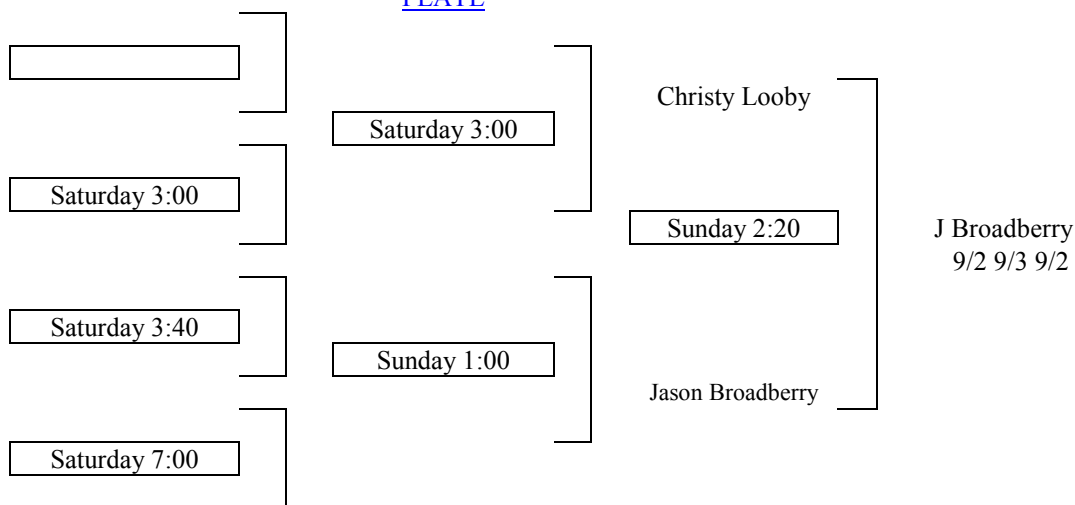 Christy Looby
Saturday 3:00
Saturday 3:00
Sunday 2:20
J Broadberry
9/2 9/3 9/2
Saturday 3:40
Sunday 1:00
Jason Broadberry
Saturday 7:00